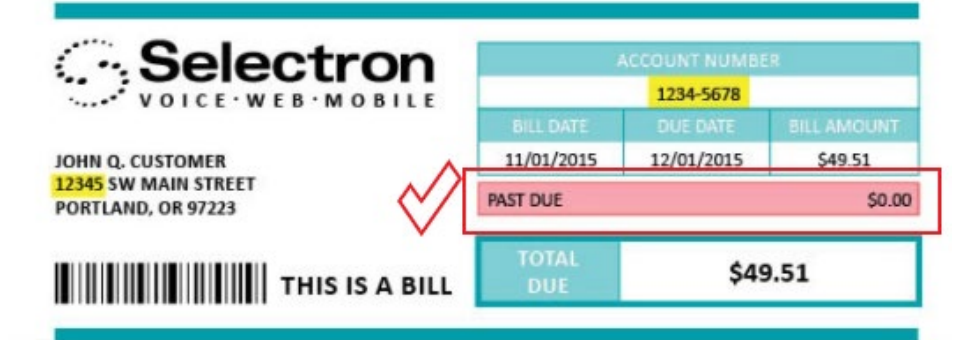 Selectron
VOICE·WEB·MOBILE
JOHN Q. CUSTOMER
12345 SW MAIN STREET
PORTLAND, OR 97223
THIS IS A BILL
ACCOUNT NUMBER
1234-5678
BILL DATE DUE DATE BILL AMOUNT
11/01/2015 12/01/2015 $49.51
PAST DUE $0.00
TOTAL
DUE
$49.51